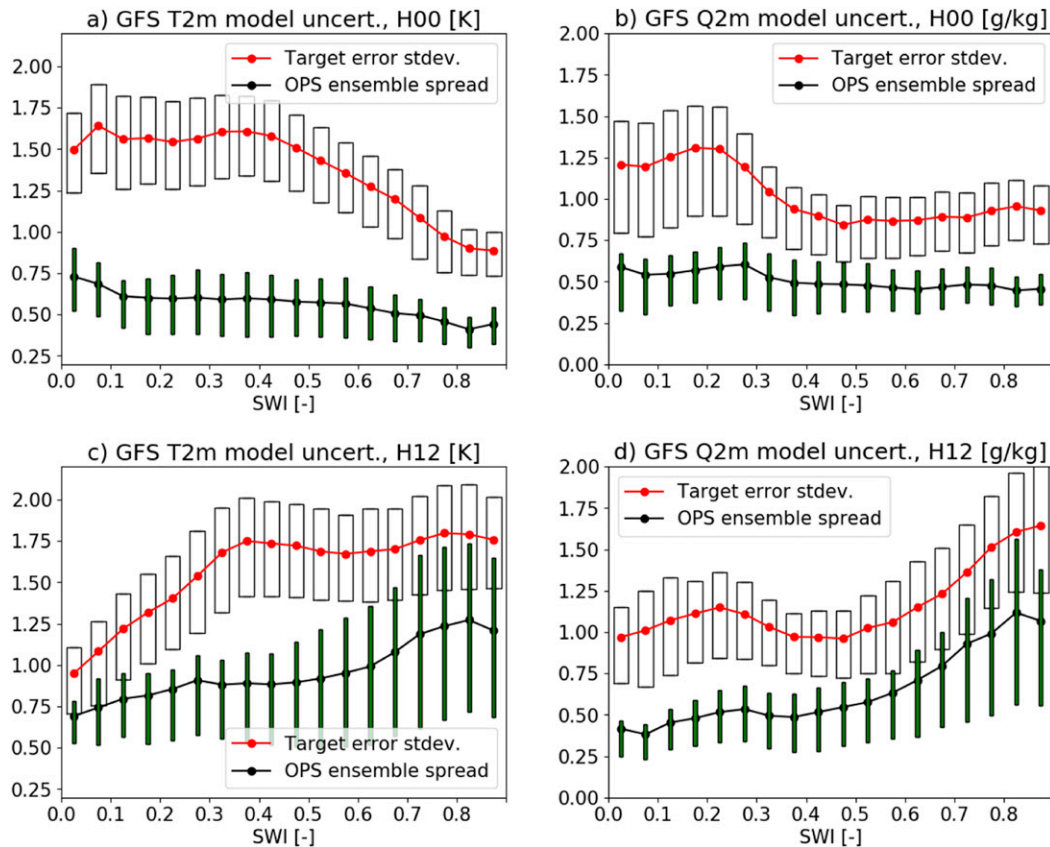 a) GFS T2m model uncert., H00 [K]
Target error stdev.
OPS ensemble spread
2.00
1.75
1.50
1.25
1.00
0.75
0.50
0.25
0.0 0.1 0.2 0.3 0.4 0.5 0.6 0.7 0.8
SWI [-]
b) GFS Q2m model uncert., H00 [g/kg]
Target error stdev.
OPS ensemble spread
2.00
1.75
1.50
1.25
1.00
0.75
0.50
0.25
0.00
0.0 0.1 0.2 0.3 0.4 0.5 0.6 0.7 0.8
SWI [-]
c) GFS T2m model uncert., H12 [K]
2.00
1.75
1.50
1.25
1.00
0.75
0.50
0.25
Target error stdev.
OPS ensemble spread
0.0 0.1 0.2 0.3 0.4 0.5 0.6 0.7 0.8
SWI [-]
d) GFS Q2m model uncert., H12 [g/kg]
Target error stdev.
OPS ensemble spread
2.00
1.75
1.50
1.25
1.00
0.75
0.50
0.25
0.00
0.0 0.1 0.2 0.3 0.4 0.5 0.6 0.7 0.8
SWI [-]